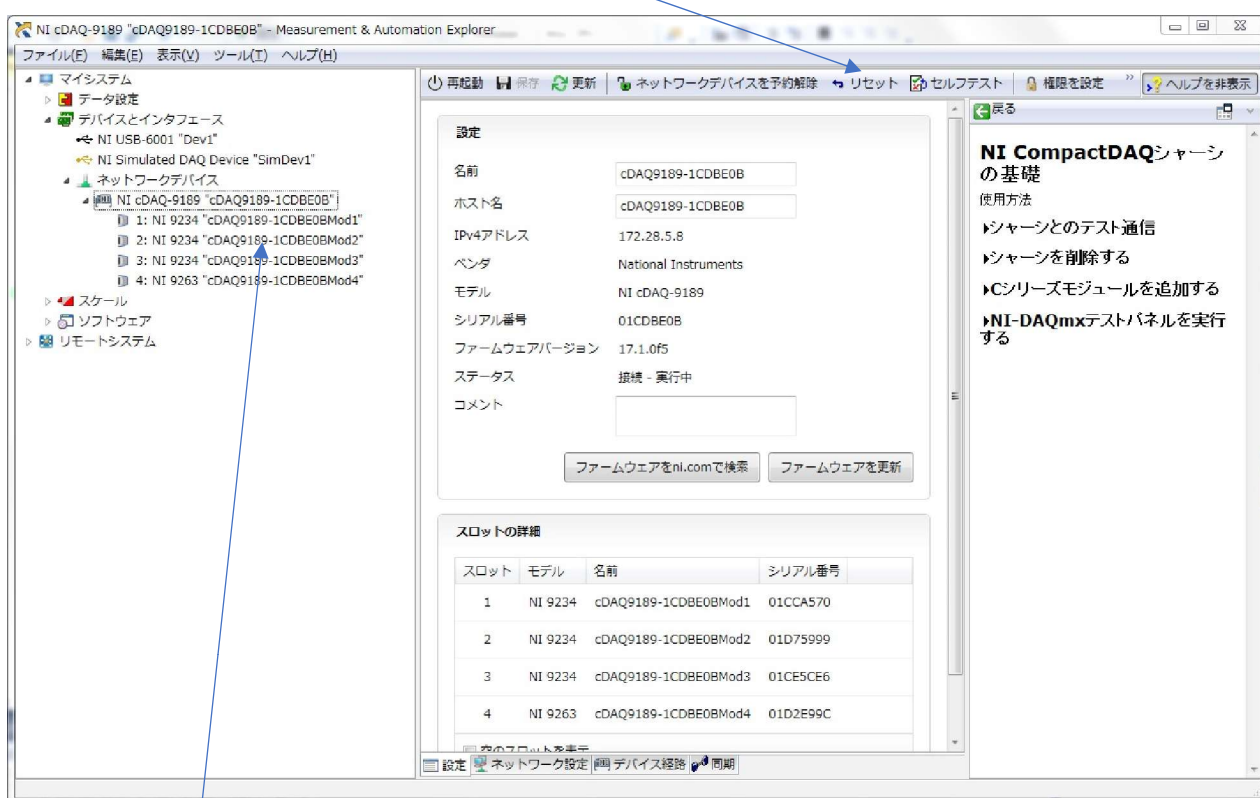 NI cDAQ-9189 "cDAQ9189-1CDBE0B" - Measurement & Automation Explorer
ファイル(F) 編集(E) 表示(V) ツール(T) ヘルプ(H)
マイシステム
データ設定
デバイスとインタフェース
NI USB-6001 "Dev1"
NI Simulated DAQ Device "SimDev1"
ネットワークデバイス
NI cDAQ-9189 "cDAQ9189-1CDBE0B"
1: NI 9234 "cDAQ9189-1CDBE0BMod1"
2: NI 9234 "cDAQ9189-1CDBE0BMod2"
3: NI 9234 "cDAQ9189-1CDBE0BMod3"
4: NI 9263 "cDAQ9189-1CDBE0BMod4"
スケール
ソフトウェア
リモートシステム
再起動 保存 更新 ネットワークデバイスを予約解除 リセット セルフテスト 権限を設定 » ヘルプを非表示
設定
名前 cDAQ9189-1CDBE0B
ホスト名 cDAQ9189-1CDBE0B
IPv4アドレス 172.28.5.8
ベンダ National Instruments
モデル NI cDAQ-9189
シリアル番号 01CDBE0B
ファームウェアバージョン 17.1.0f5
ステータス 接続 - 実行中
コメント
ファームウェアをni.comで検索 ファームウェアを更新
スロットの詳細
スロット モデル 名前 シリアル番号
1 NI 9234 cDAQ9189-1CDBE0BMod1 01CCA570
2 NI 9234 cDAQ9189-1CDBE0BMod2 01D75999
3 NI 9234 cDAQ9189-1CDBE0BMod3 01CE5CE6
4 NI 9263 cDAQ9189-1CDBE0BMod4 01D2E99C
空のスロットを表示
設定 ネットワーク設定 デバイス経路 同期
戻る
NI CompactDAQシャーシ
の基礎
使用方法
シャーシとのテスト通信
シャーシを削除する
Cシリーズモジュールを追加する
NI-DAQmxテストパネルを実行
する